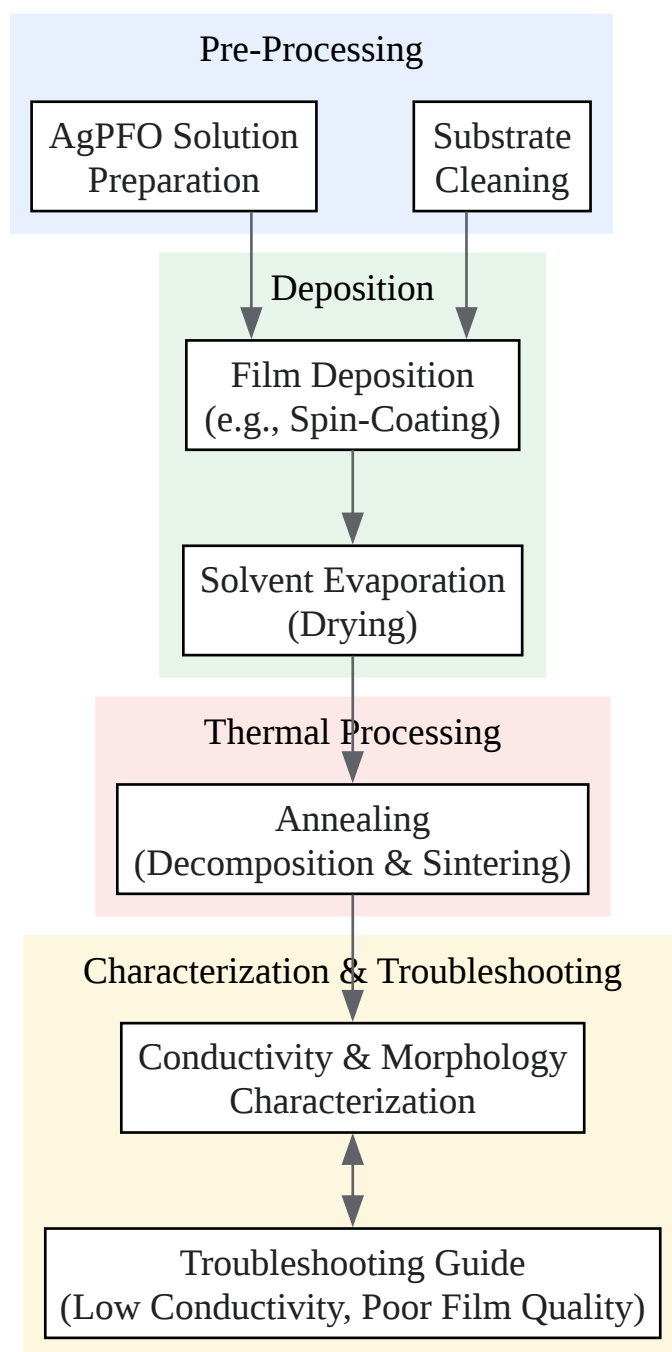 Pre-Processing
AgPFO Solution
Preparation
Substrate
Cleaning
Deposition
Film Deposition
(e.g., Spin-Coating)
Solvent Evaporation
(Drying)
Thermal Processing
Annealing
(Decomposition & Sintering)
Characterization & Troubleshooting
Conductivity & Morphology
Characterization
Troubleshooting Guide
(Low Conductivity, Poor Film Quality)